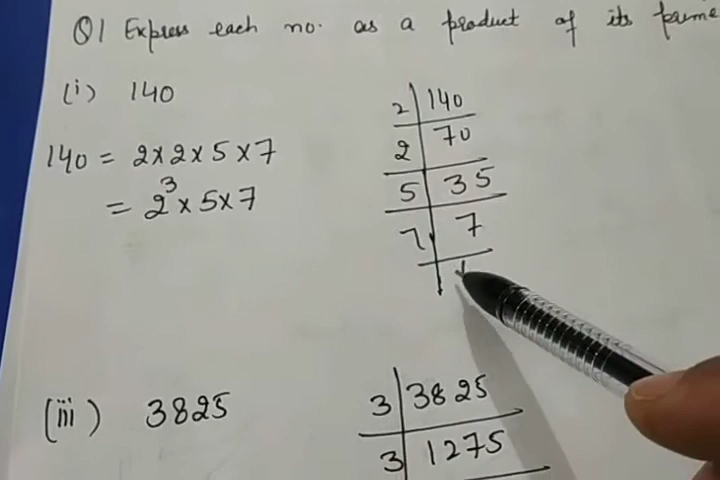 Q1 Express each no. as a product of its prime
(i) 140
140 = 2×2×5×7
= 2³×5×7
2 | 140
2 | 70
5 | 35
7 | 7
1
(iii) 3825
3 | 3825
3 | 1275